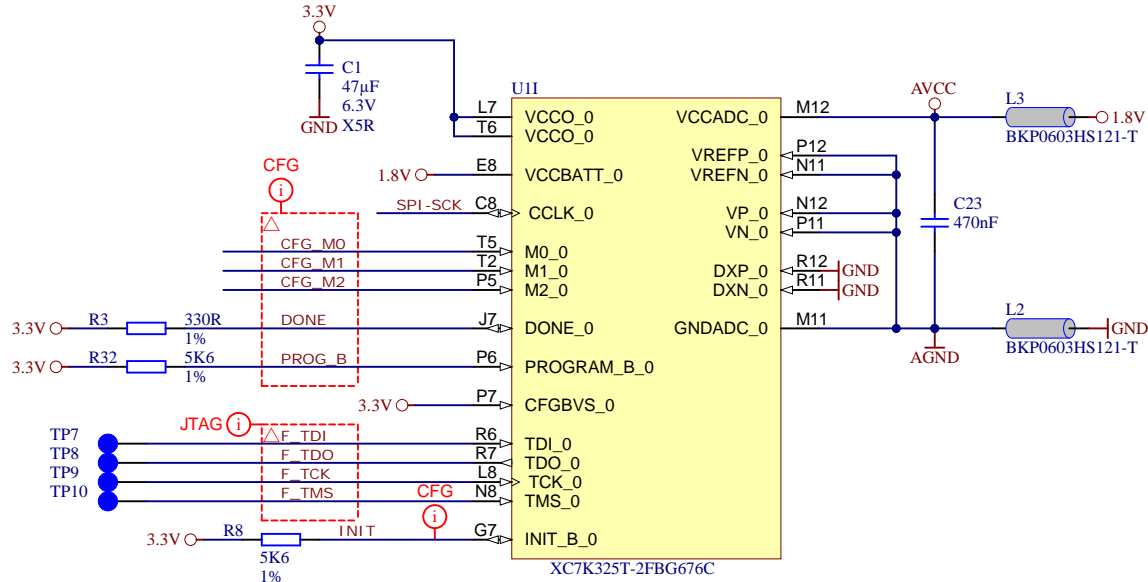 3.3V
C1
47µF
6.3V
X5R
GND
U1I
L7
VCCO_0
T6
VCCO_0
1.8V
E8
VCCBATT_0
CFG
i
SPI-SCK
C8
CCLK_0
CFG_M0
T5
M0_0
CFG_M1
T2
M1_0
CFG_M2
P5
M2_0
3.3V
R3
330R
1%
DONE
J7
DONE_0
3.3V
R32
5K6
1%
PROG_B
P6
PROGRAM_B_0
3.3V
P7
CFGBVS_0
JTAG
i
TP7
F_TDI
R6
TDI_0
TP8
F_TDO
R7
TDO_0
TP9
F_TCK
L8
TCK_0
TP10
F_TMS
N8
TMS_0
CFG
i
3.3V
R8
5K6
1%
INIT
G7
INIT_B_0
VCCADC_0
M12
AVCC
L3
BKP0603HS121-T
1.8V
VREFP_0
P12
VREFN_0
N11
VP_0
N12
VN_0
P11
C23
470nF
DXP_0
R12
GND
DXN_0
R11
GND
GNDADC_0
M11
AGND
L2
BKP0603HS121-T
GND
XC7K325T-2FBG676C